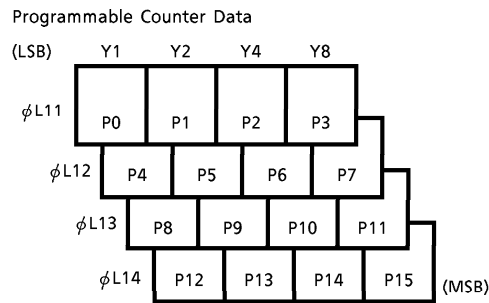 Programmable Counter Data
(LSB) Y1 Y2 Y4 Y8
ϕL11 P0 P1 P2 P3
ϕL12 P4 P5 P6 P7
ϕL13 P8 P9 P10 P11
ϕL14 P12 P13 P14 P15 (MSB)